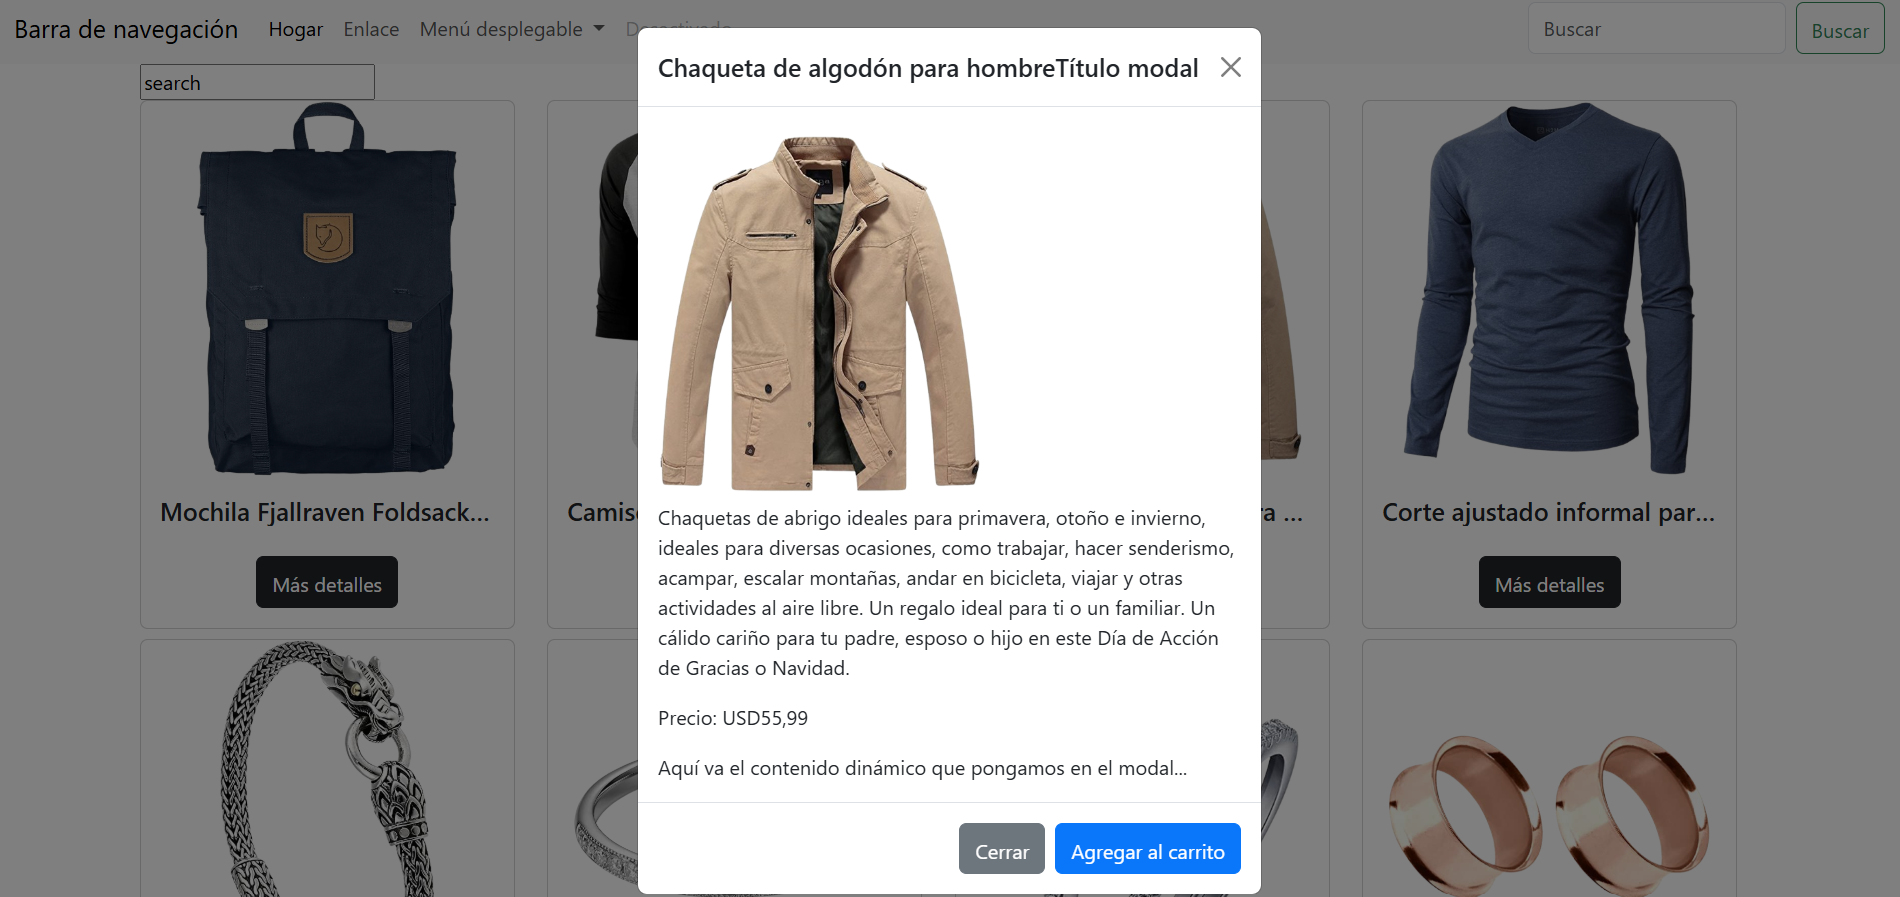 Barra de navegación Hogar Enlace Menú desplegable Desactivado Buscar Buscar
search
Chaqueta de algodón para hombreTítulo modal
Mochila Fjallraven Foldsack...
Más detalles
Chaquetas de abrigo ideales para primavera, otoño e invierno,
ideales para diversas ocasiones, como trabajar, hacer senderismo,
acampar, escalar montañas, andar en bicicleta, viajar y otras
actividades al aire libre. Un regalo ideal para ti o un familiar. Un
cálido cariño para tu padre, esposo o hijo en este Día de Acción
de Gracias o Navidad.
Precio: USD55,99
Aquí va el contenido dinámico que pongamos en el modal...
Cerrar Agregar al carrito
Corte ajustado informal par...
Más detalles